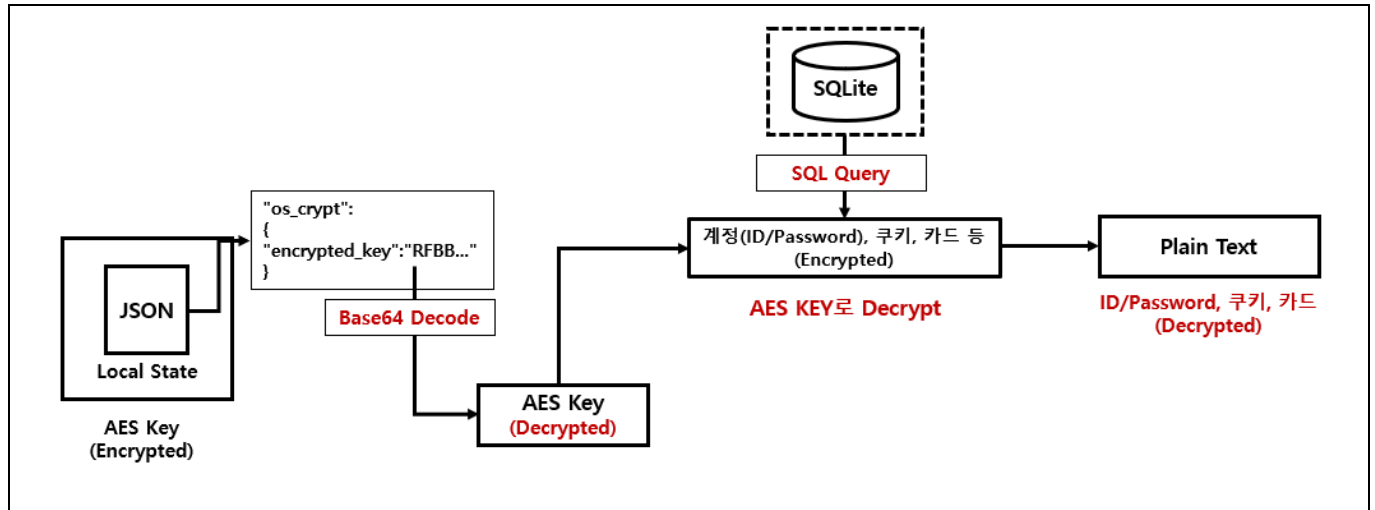 SQLite
SQL Query
"os_crypt":
{
"encrypted_key":"RFBB..."
}
JSON
Local State
AES Key
(Encrypted)
Base64 Decode
AES Key
(Decrypted)
계정(ID/Password), 쿠키, 카드 등
(Encrypted)
AES KEY로 Decrypt
Plain Text
ID/Password, 쿠키, 카드
(Decrypted)